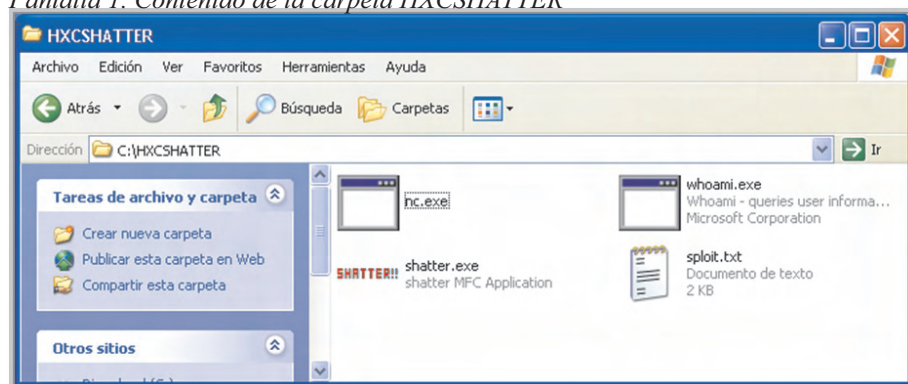 Pantalla 1. Contenido de la carpeta HXCSHATTER
HXCSHATTER
Archivo Edición Ver Favoritos Herramientas Ayuda
Atrás Búsqueda Carpetas
Dirección C:\HXCSHATTER Ir
Tareas de archivo y carpeta
Crear nueva carpeta
Publicar esta carpeta en Web
Compartir esta carpeta
Otros sitios
nc.exe
whoami.exe
Whoami - queries user informa...
Microsoft Corporation
SHATTER!! shatter.exe
shatter MFC Application
sploit.txt
Documento de texto
2 KB